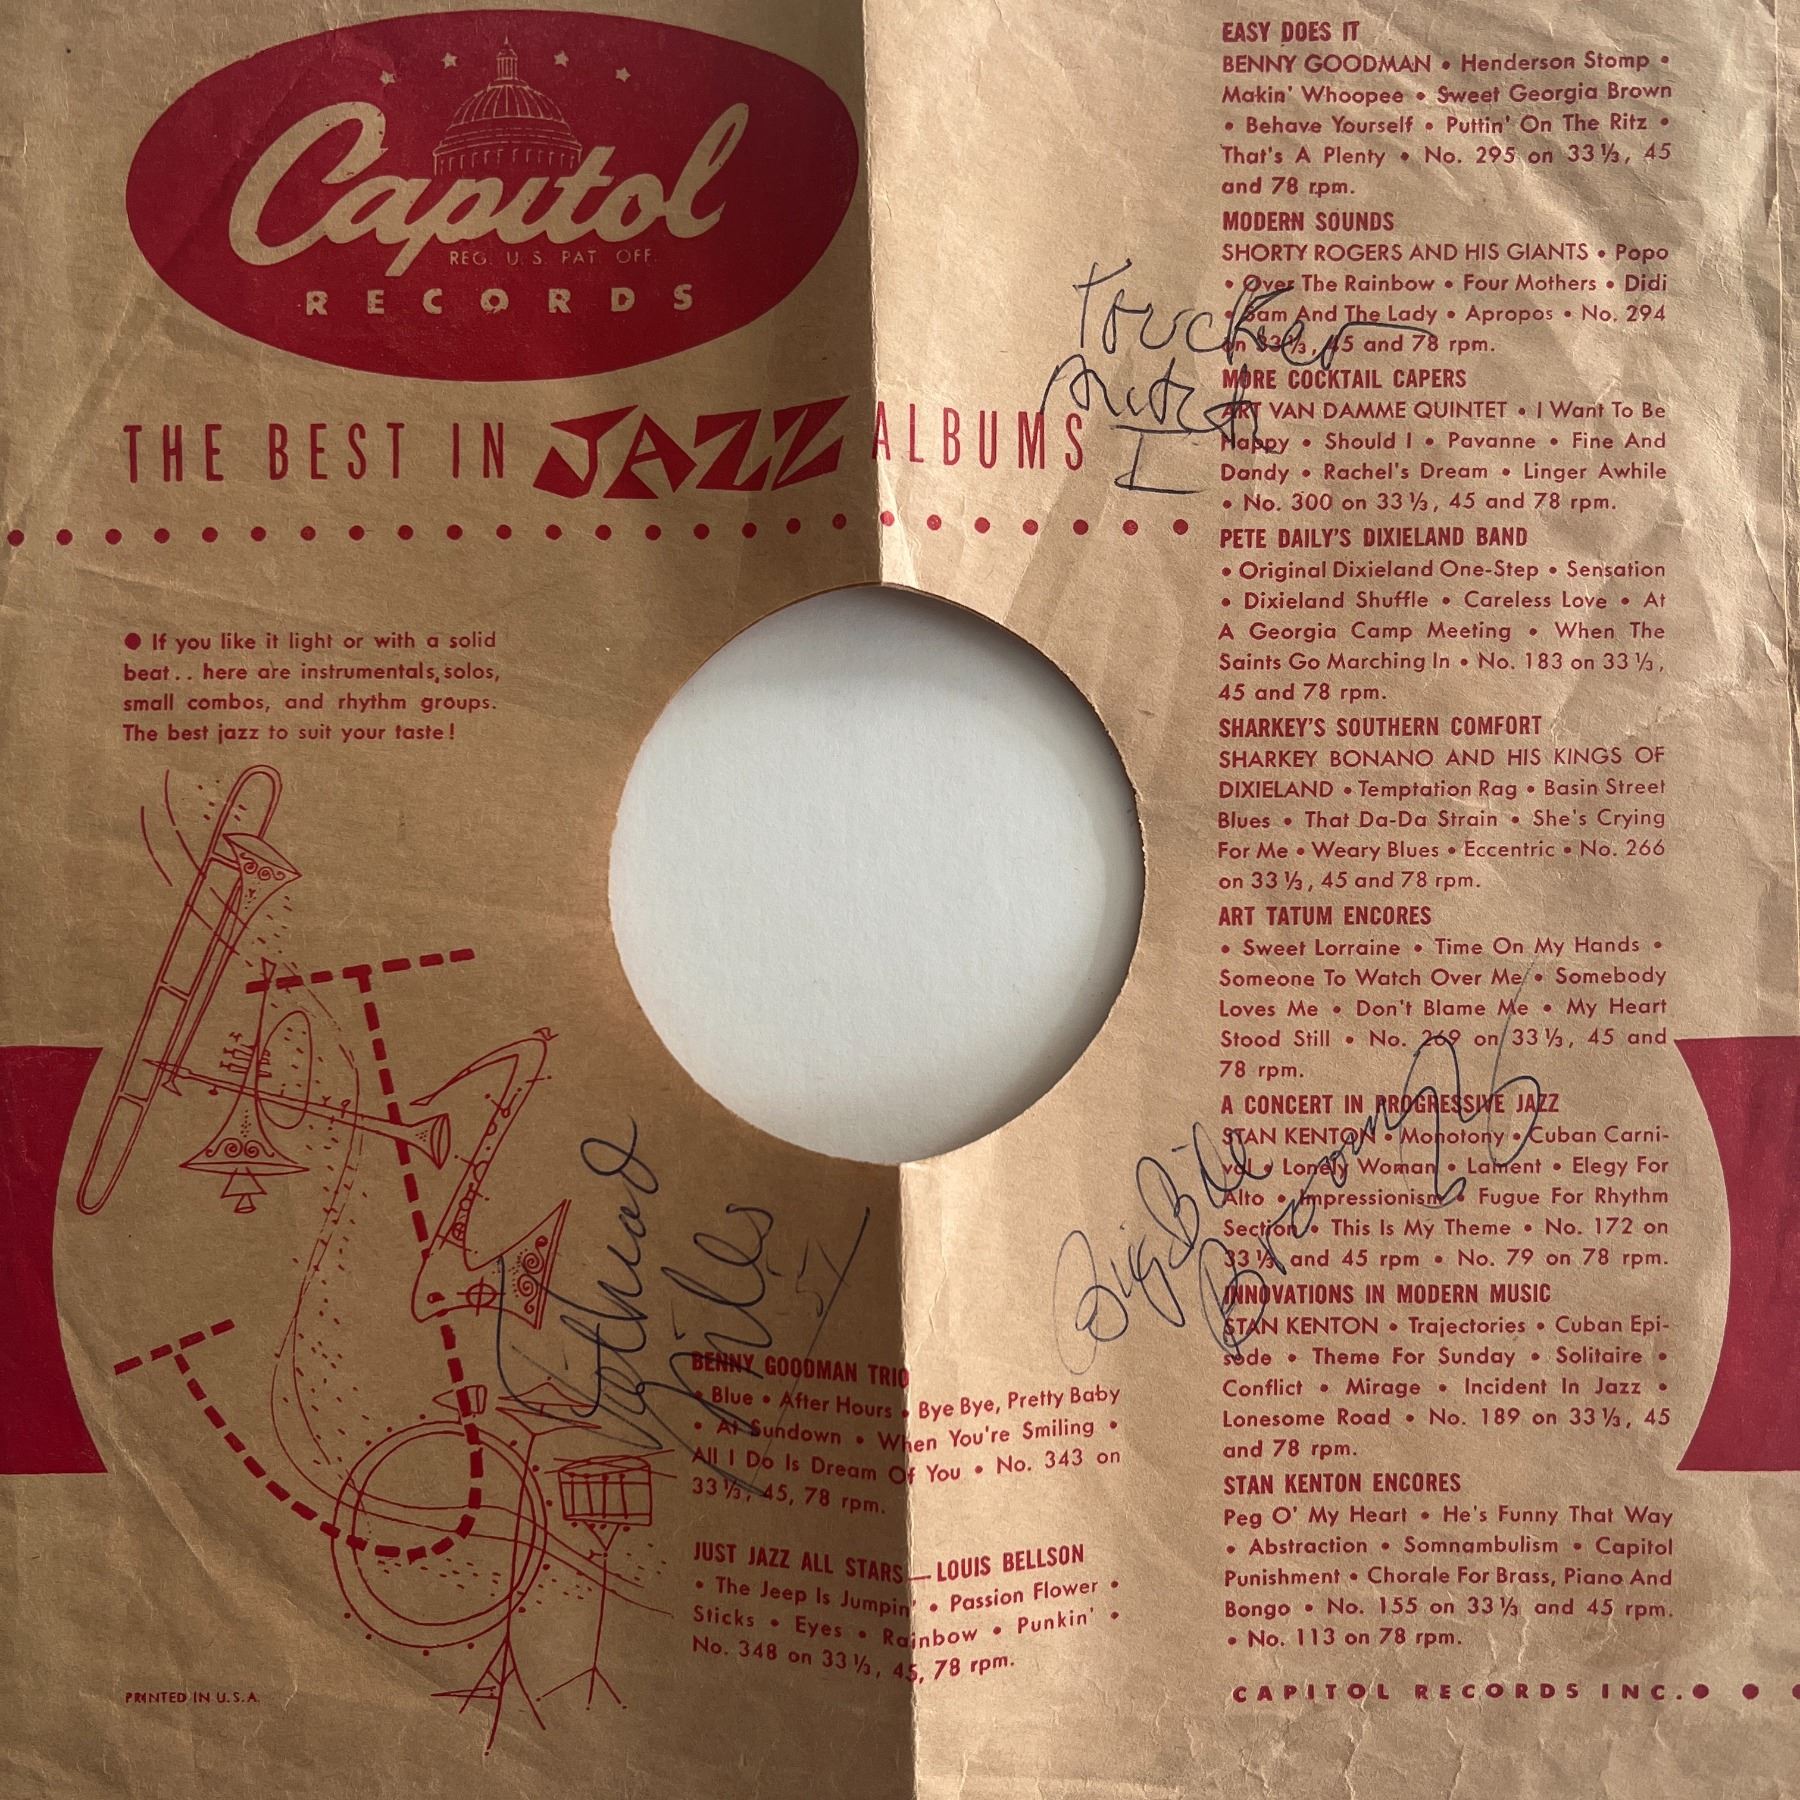 Capitol
REG. U.S. PAT. OFF.
RECORDS
THE BEST IN JAZZ ALBUMS
● If you like it light or with a solid
beat . . here are instrumentals, solos,
small combos, and rhythm groups.
The best jazz to suit your taste!
BENNY GOODMAN TRIO
• Blue • After Hours • Bye Bye, Pretty Baby
• At Sundown • When You're Smiling •
All I Do Is Dream Of You • No. 343 on
33 ⅓, 45, 78 rpm.
JUST JAZZ ALL STARS—LOUIS BELLSON
• The Jeep Is Jumpin' • Passion Flower •
Sticks • Eyes • Rainbow • Punkin' •
No. 348 on 33 ⅓, 45, 78 rpm.
PRINTED IN U.S.A.
EASY DOES IT
BENNY GOODMAN • Henderson Stomp •
Makin' Whoopee • Sweet Georgia Brown
• Behave Yourself • Puttin' On The Ritz •
That's A Plenty • No. 295 on 33 ⅓, 45
and 78 rpm.
MODERN SOUNDS
SHORTY ROGERS AND HIS GIANTS • Popo
• Over The Rainbow • Four Mothers • Didi
• Sam And The Lady • Apropos • No. 294
on 33 ⅓, 45 and 78 rpm.
MORE COCKTAIL CAPERS
ART VAN DAMME QUINTET • I Want To Be
Happy • Should I • Pavanne • Fine And
Dandy • Rachel's Dream • Linger Awhile
• No. 300 on 33 ⅓, 45 and 78 rpm.
PETE DAILY'S DIXIELAND BAND
• Original Dixieland One-Step • Sensation
• Dixieland Shuffle • Careless Love • At
A Georgia Camp Meeting • When The
Saints Go Marching In • No. 183 on 33 ⅓,
45 and 78 rpm.
SHARKEY'S SOUTHERN COMFORT
SHARKEY BONANO AND HIS KINGS OF
DIXIELAND • Temptation Rag • Basin Street
Blues • That Da-Da Strain • She's Crying
For Me • Weary Blues • Eccentric • No. 266
on 33 ⅓, 45 and 78 rpm.
ART TATUM ENCORES
• Sweet Lorraine • Time On My Hands •
Someone To Watch Over Me • Somebody
Loves Me • Don't Blame Me • My Heart
Stood Still • No. 269 on 33 ⅓, 45 and
78 rpm.
A CONCERT IN PROGRESSIVE JAZZ
STAN KENTON • Monotony • Cuban Carni-
val • Lonely Woman • Lament • Elegy For
Alto • Impressionism • Fugue For Rhythm
Section • This Is My Theme • No. 172 on
33 ⅓ and 45 rpm • No. 79 on 78 rpm.
INNOVATIONS IN MODERN MUSIC
STAN KENTON • Trajectories • Cuban Epi-
sode • Theme For Sunday • Solitaire •
Conflict • Mirage • Incident In Jazz •
Lonesome Road • No. 189 on 33 ⅓, 45
and 78 rpm.
STAN KENTON ENCORES
Peg O' My Heart • He's Funny That Way
• Abstraction • Somnambulism • Capitol
Punishment • Chorale For Brass, Piano And
Bongo • No. 155 on 33 ⅓ and 45 rpm.
• No. 113 on 78 rpm.
CAPITOL RECORDS INC.
Big Bill
Mills